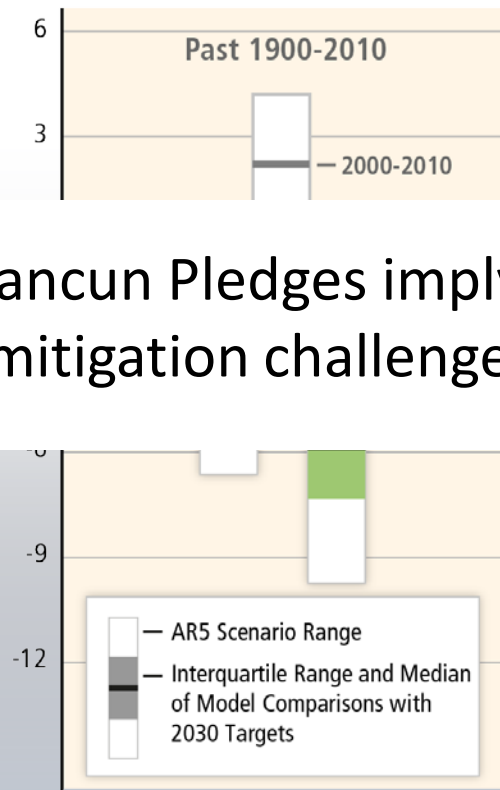 6
Past 1900-2010
3
2000-2010
ancun Pledges imply
mitigation challenge
-9
AR5 Scenario Range
-12
Interquartile Range and Median
of Model Comparisons with
2030 Targets